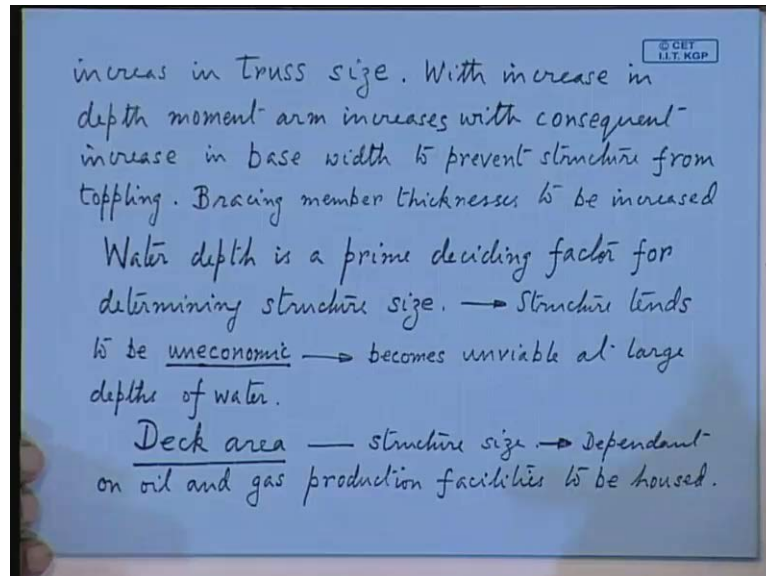 © CET
I.I.T. KGP
increas in truss size. With increase in
depth moment arm increases with consequent
increase in base width to prevent structure from
toppling. Bracing member thicknesses to be increased
Water depth is a prime deciding factor for
determining structure size. → Structure tends
to be uneconomic → becomes unviable at large
depths of water.
Deck area — structure size → Dependant
on oil and gas production facilities to be housed.